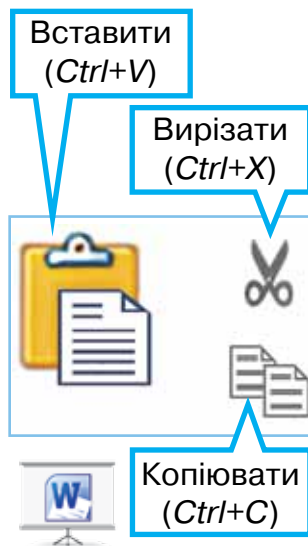 Вставити
(Ctrl+V)
Вирізати
(Ctrl+X)
Копіювати
(Ctrl+C)
W